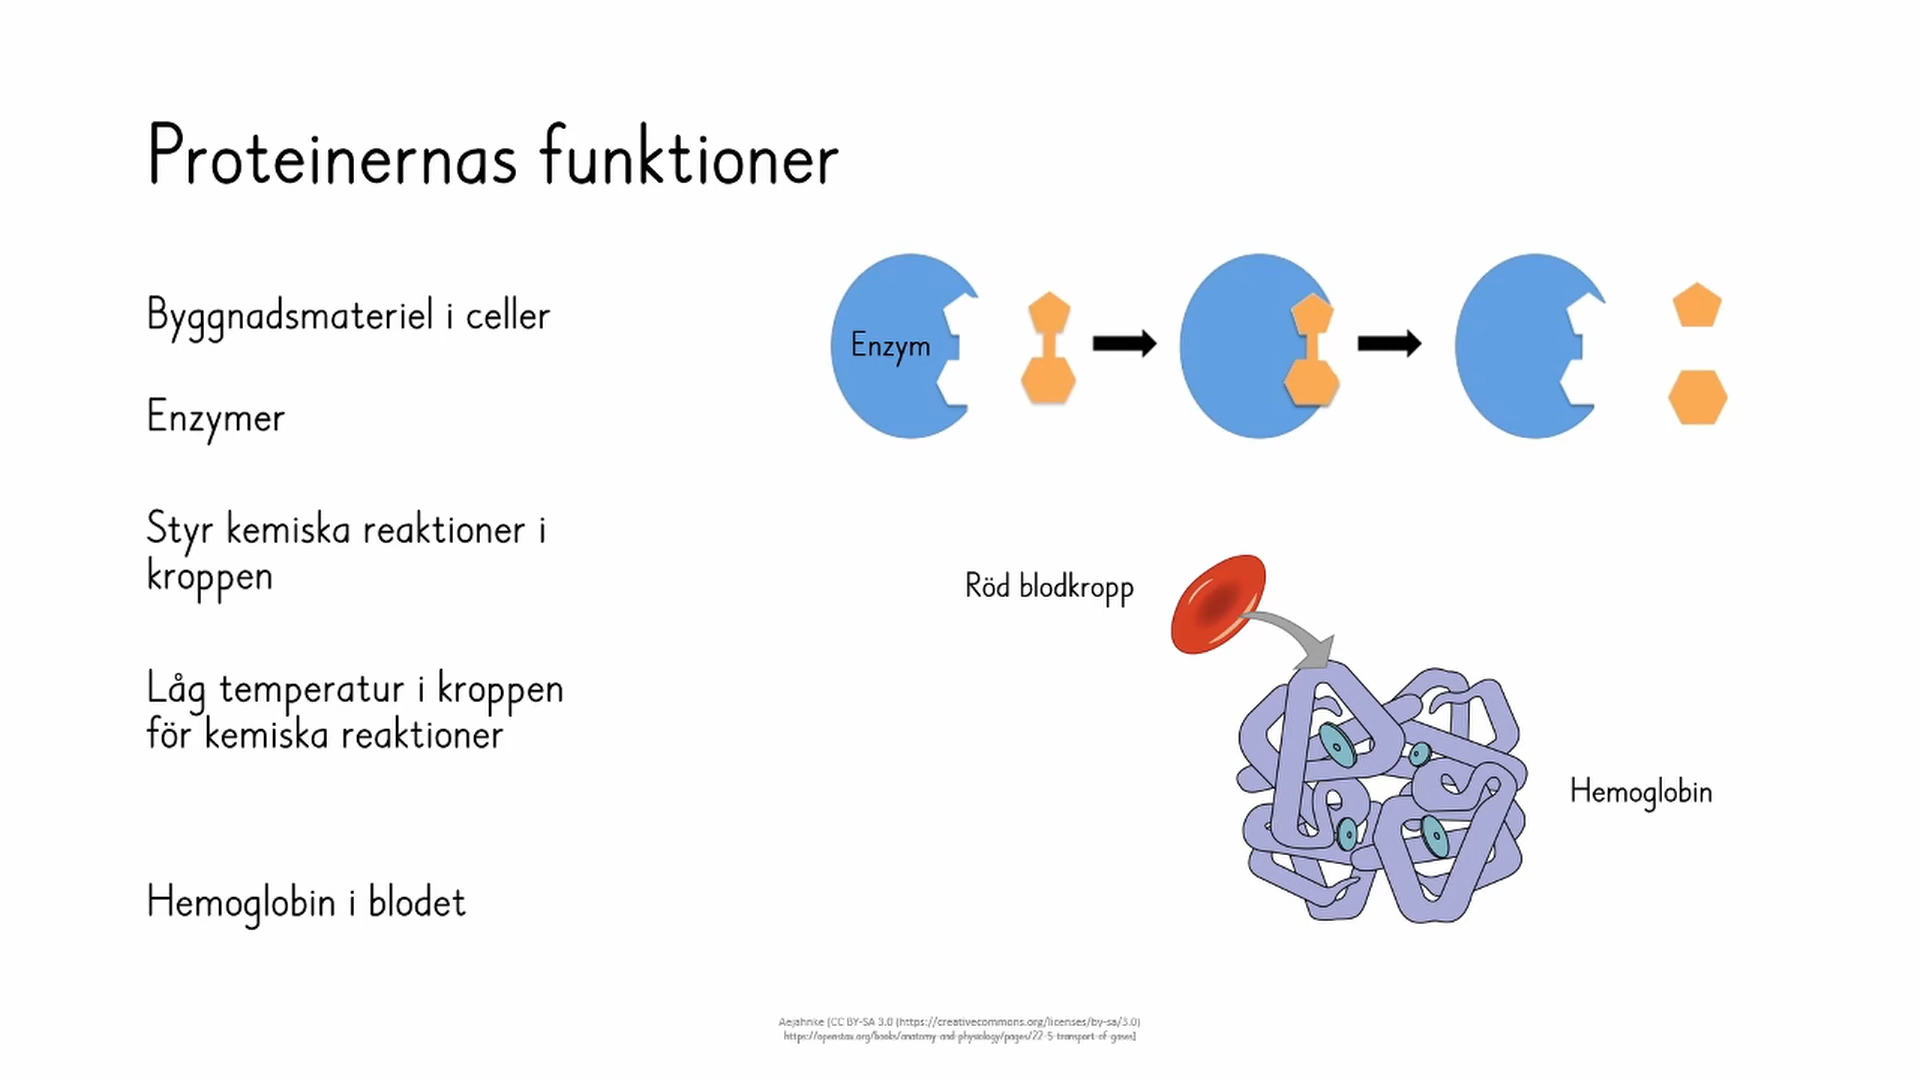 Proteinernas funktioner
Byggnadsmateriel i celler
Enzym
Enzymer
Styr kemiska reaktioner i
kroppen
Röd blodkropp
Låg temperatur i kroppen
för kemiska reaktioner
Hemoglobin
Hemoglobin i blodet
Aejahnke [CC BY-SA 3.0 (https://creativecommons.org/licenses/by-sa/3.0)
https://openstax.org/books/anatomy-and-physiology/pages/22-5-transport-of-gases]